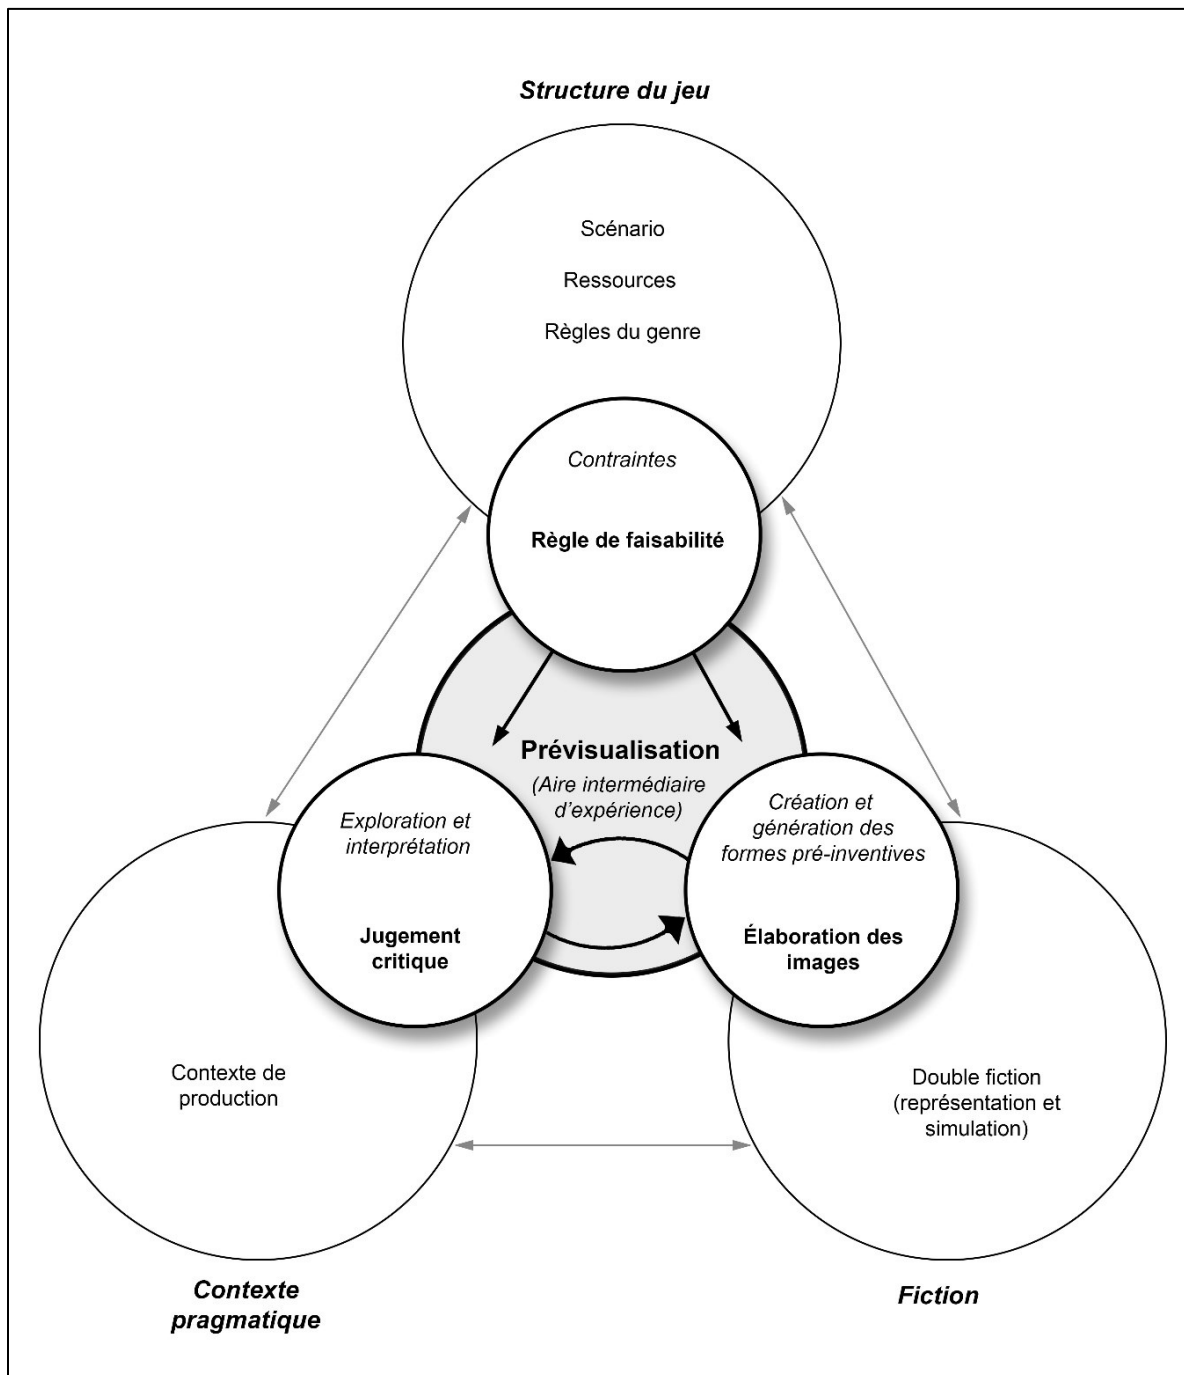 Structure du jeu
Scénario
Ressources
Règles du genre
Contraintes
Règle de faisabilité
Prévisualisation
(Aire intermédiaire
d'expérience)
Exploration et
interprétation
Jugement
critique
Création et
génération des
formes pré-inventives
Élaboration des
images
Contexte de
production
Double fiction
(représentation et
simulation)
Contexte
pragmatique
Fiction